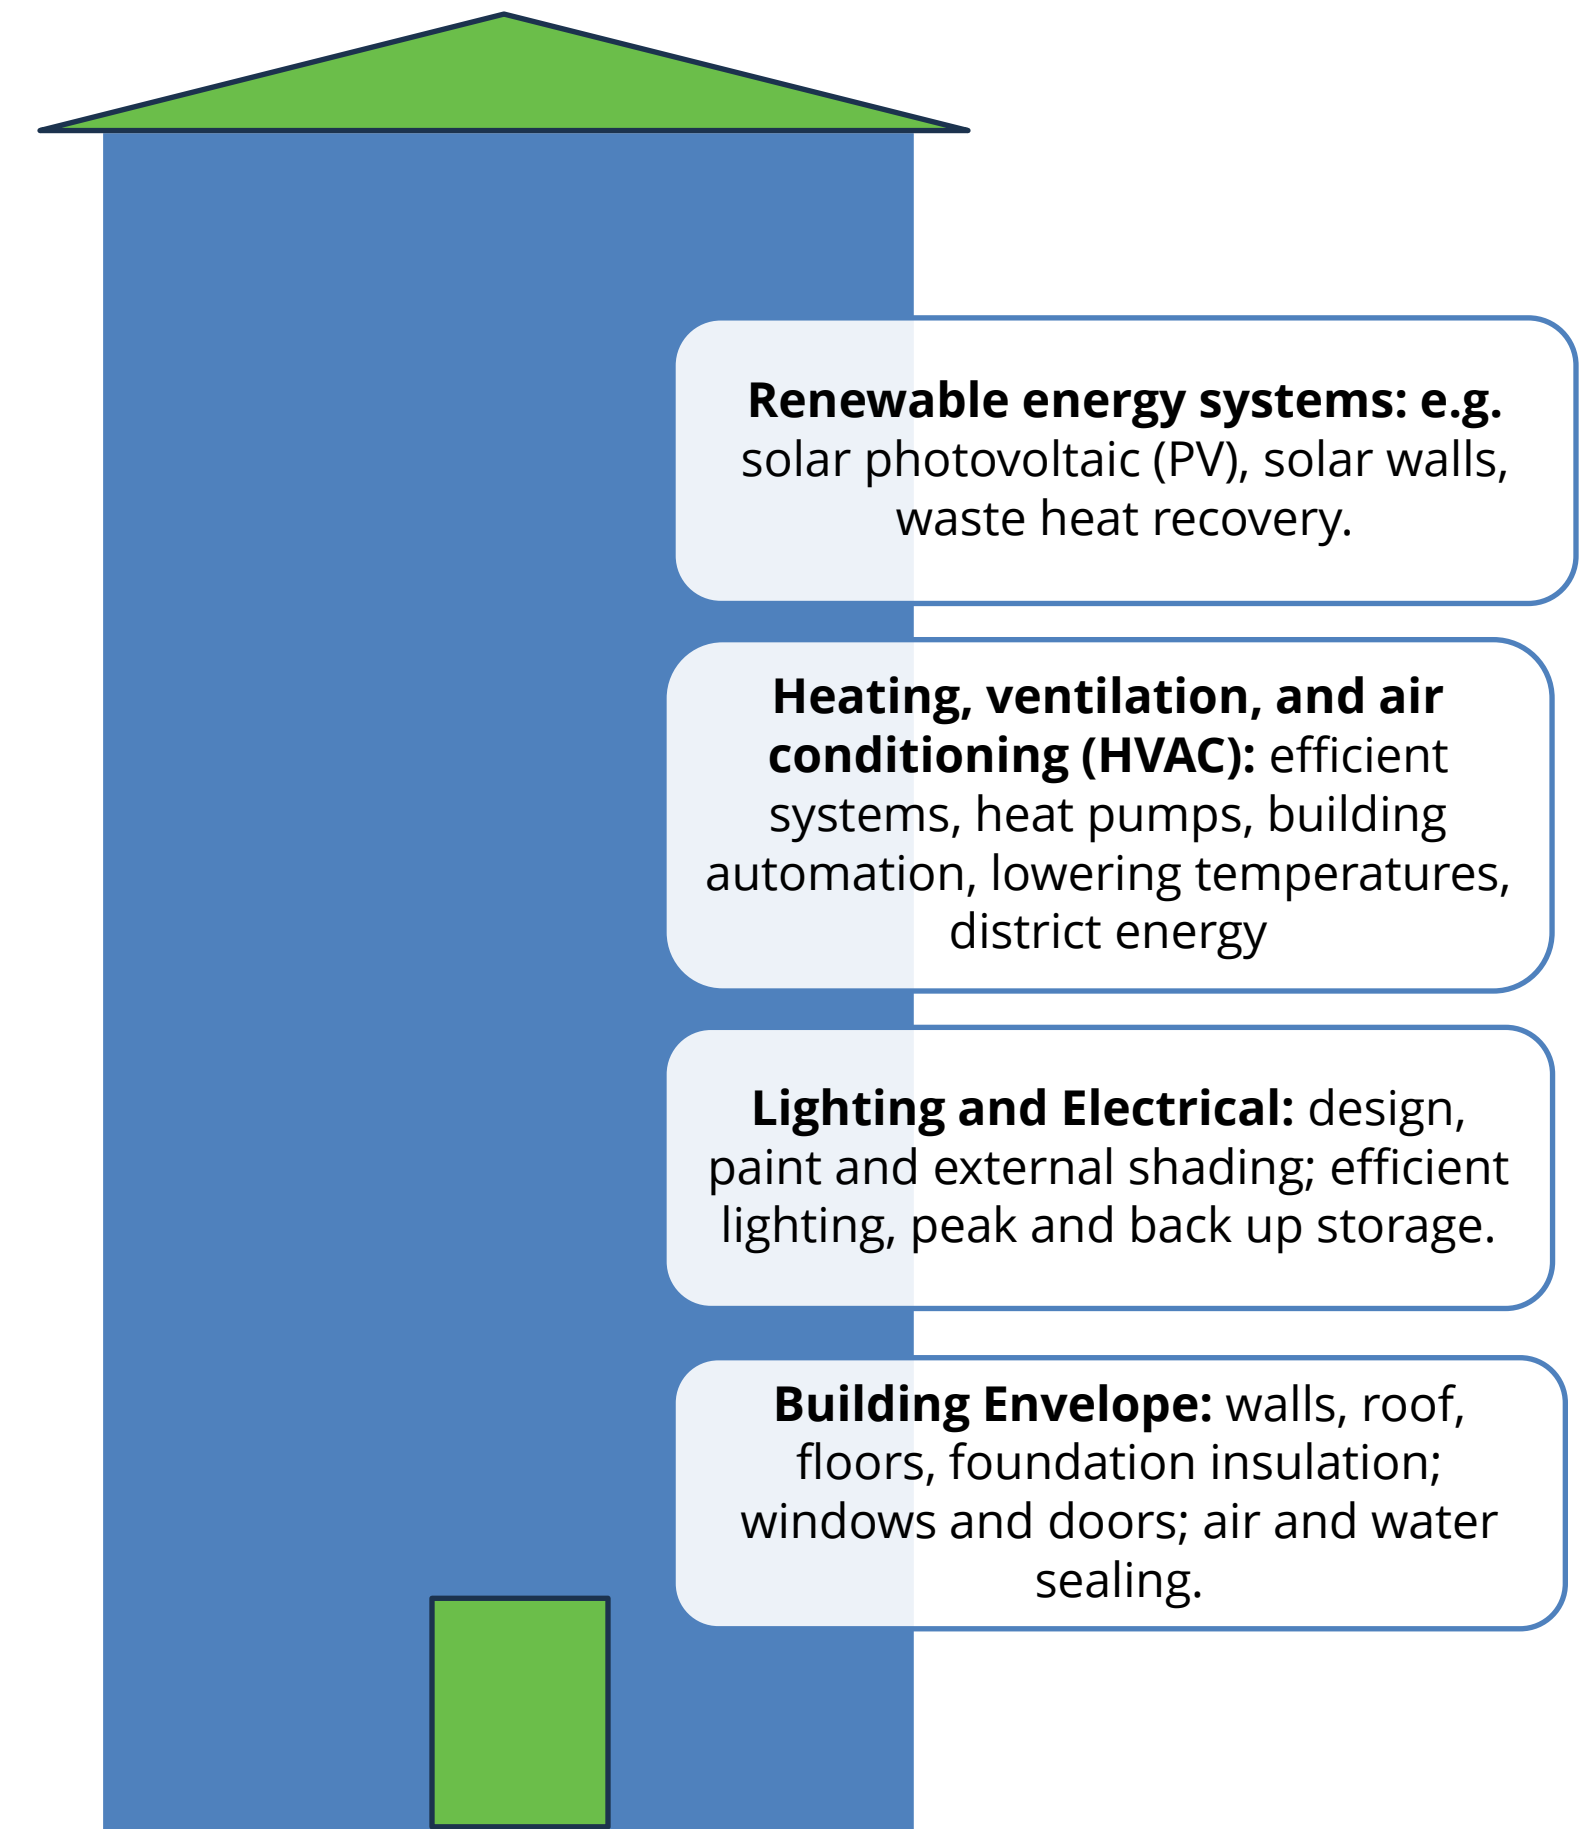 Renewable energy systems: e.g.
solar photovoltaic (PV), solar walls,
waste heat recovery.
Heating, ventilation, and air
conditioning (HVAC): efficient
systems, heat pumps, building
automation, lowering temperatures,
district energy
Lighting and Electrical: design,
paint and external shading; efficient
lighting, peak and back up storage.
Building Envelope: walls, roof,
floors, foundation insulation;
windows and doors; air and water
sealing.